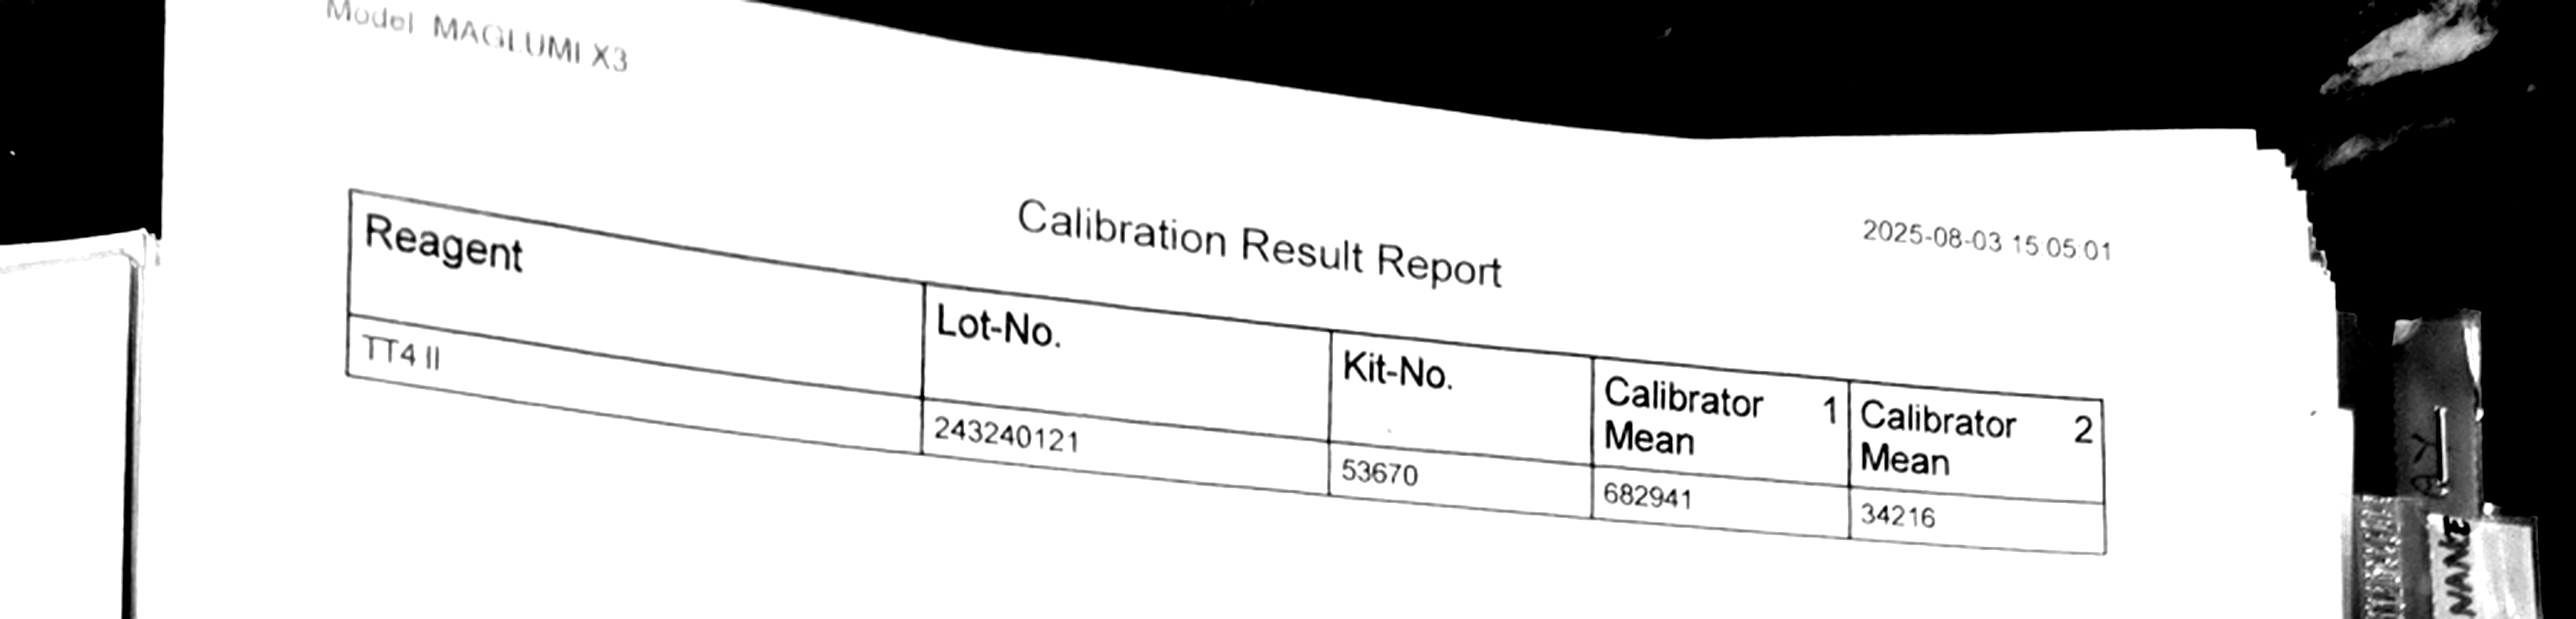 Model MAGLUMI X3
Calibration Result Report
2025-08-03 15:05:01
Reagent
Lot-No.
Kit-No.
Calibrator 1
Mean
Calibrator 2
Mean
TT4 II
243240121
53670
682941
34216
NANCE